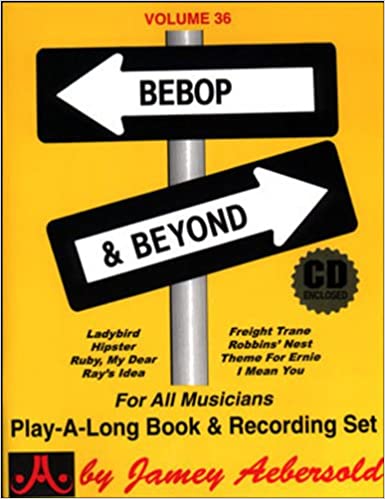 VOLUME 36
BEBOP
& BEYOND
CD
ENCLOSED
Ladybird
Hipster
Ruby, My Dear
Ray's Idea
Freight Trane
Robbins' Nest
Theme For Ernie
I Mean You
For All Musicians
Play-A-Long Book & Recording Set
JA by Jamey Aebersold